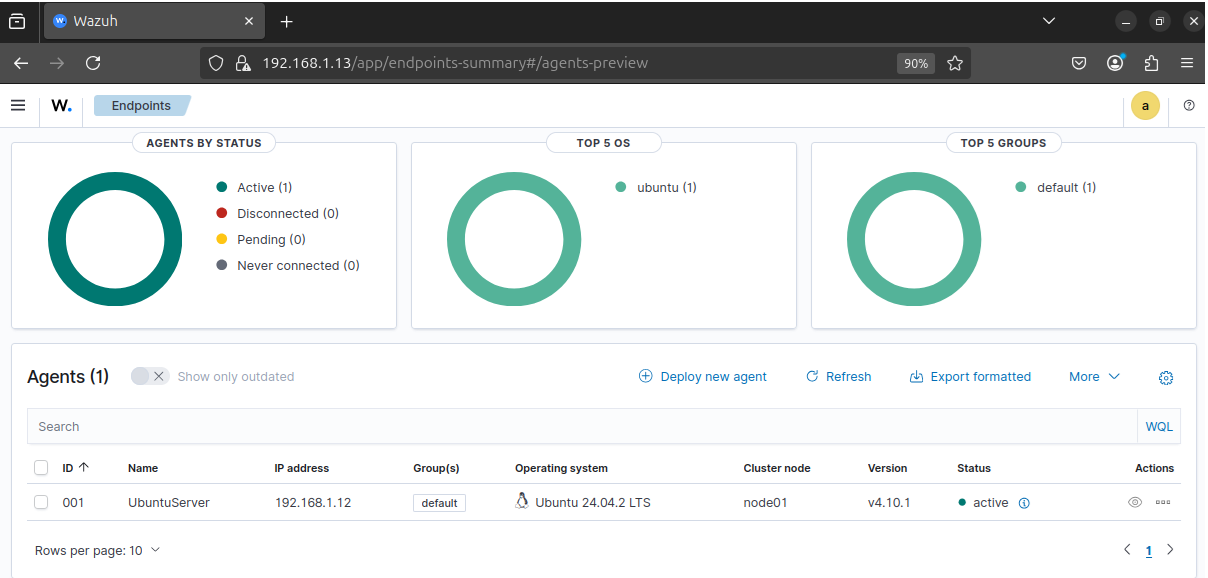 Wazuh
192.168.1.13/app/endpoints-summary#/agents-preview
90%
W.
Endpoints
a
AGENTS BY STATUS
Active (1)
Disconnected (0)
Pending (0)
Never connected (0)
TOP 5 OS
ubuntu (1)
TOP 5 GROUPS
default (1)
Agents (1)
Show only outdated
Deploy new agent
Refresh
Export formatted
More
Search
WQL
ID Name IP address Group(s) Operating system Cluster node Version Status Actions
001 UbuntuServer 192.168.1.12 default Ubuntu 24.04.2 LTS node01 v4.10.1 active
Rows per page: 10
1